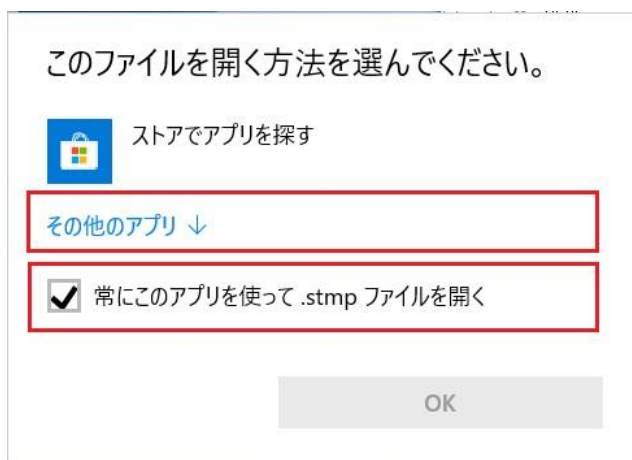 このファイルを開く方法を選んでください。
ストアでアプリを探す
その他のアプリ ↓
常にこのアプリを使って .stmp ファイルを開く
OK